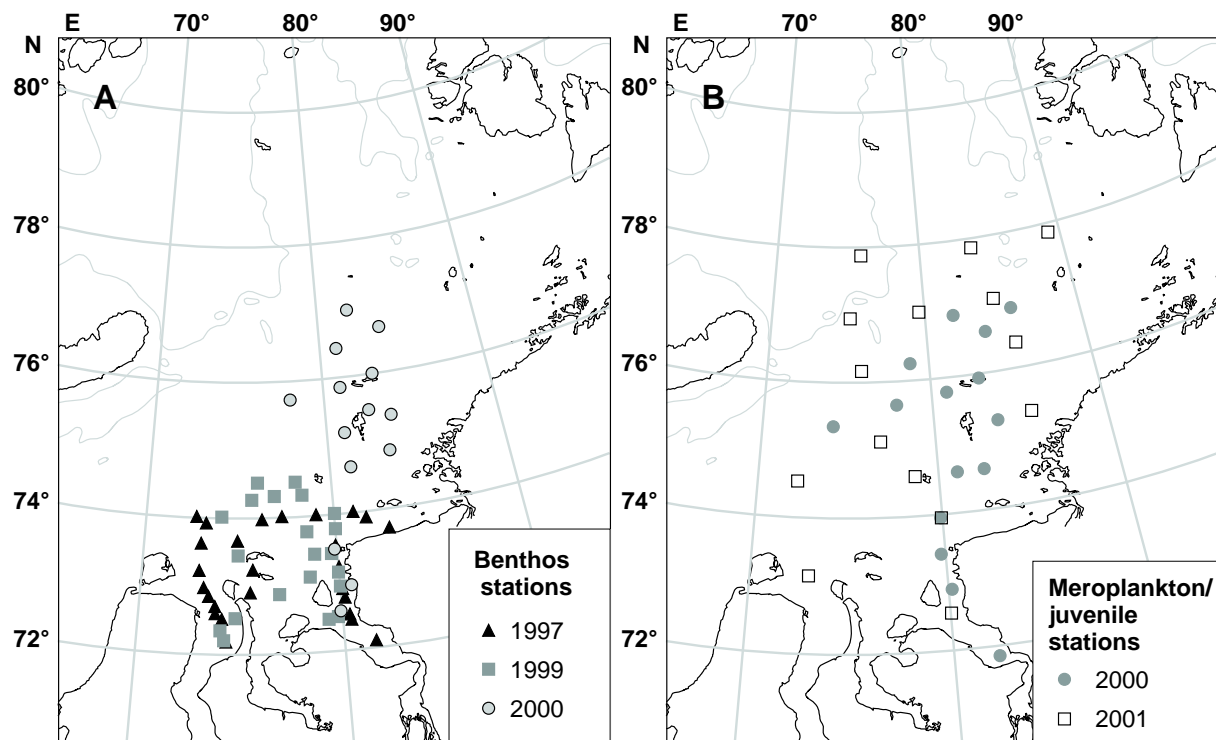 E 70° 80° 90°
N
80°
78°
76°
74°
72°
A
Benthos
stations
1997
1999
2000
E 70° 80° 90°
N
80°
78°
76°
74°
72°
B
Meroplankton/
juvenile
stations
2000
2001